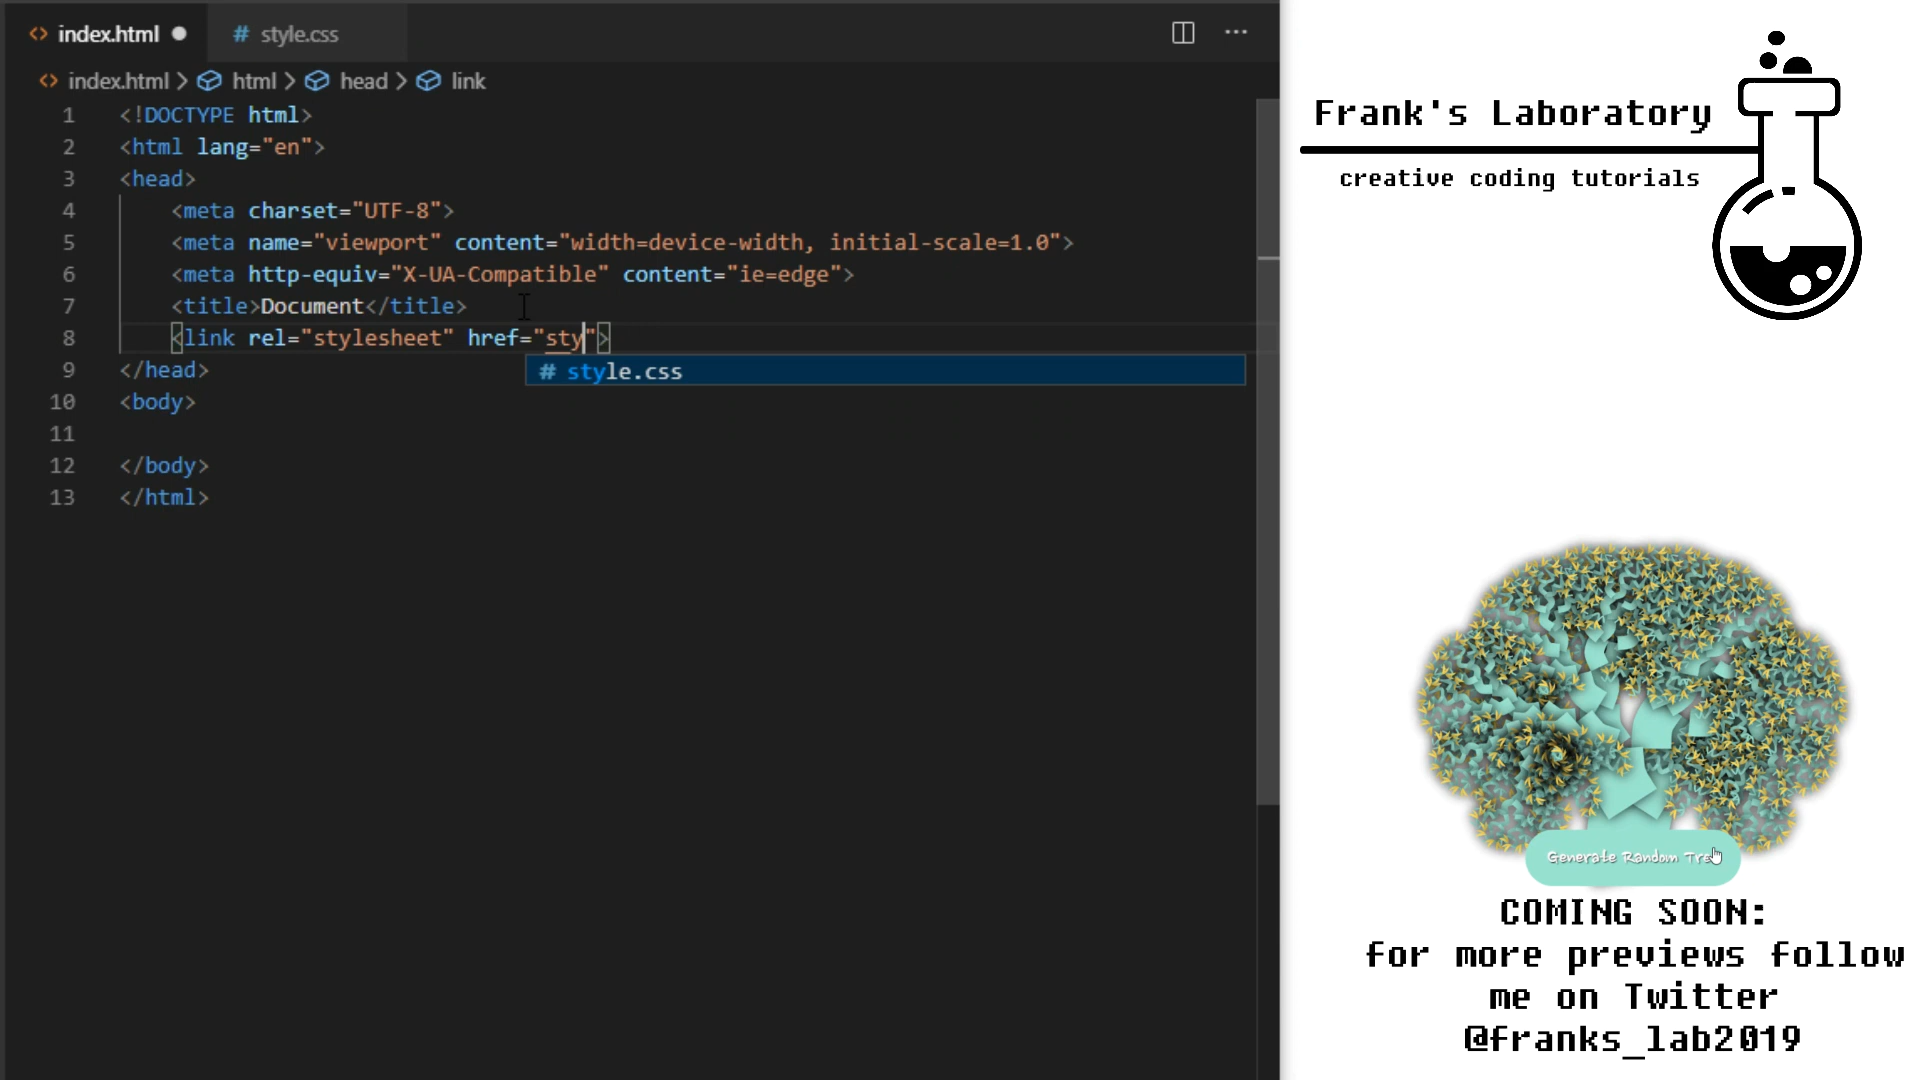 index.html
style.css
index.html > html > head > link
1 <!DOCTYPE html>
2 <html lang="en">
3 <head>
4 <meta charset="UTF-8">
5 <meta name="viewport" content="width=device-width, initial-scale=1.0">
6 <meta http-equiv="X-UA-Compatible" content="ie=edge">
7 <title>Document</title>
8 <link rel="stylesheet" href="sty">
# style.css
9 </head>
10 <body>
11
12 </body>
13 </html>
Frank's Laboratory
creative coding tutorials
Generate Random Tre
COMING SOON:
for more previews follow
me on Twitter
@franks_lab2019